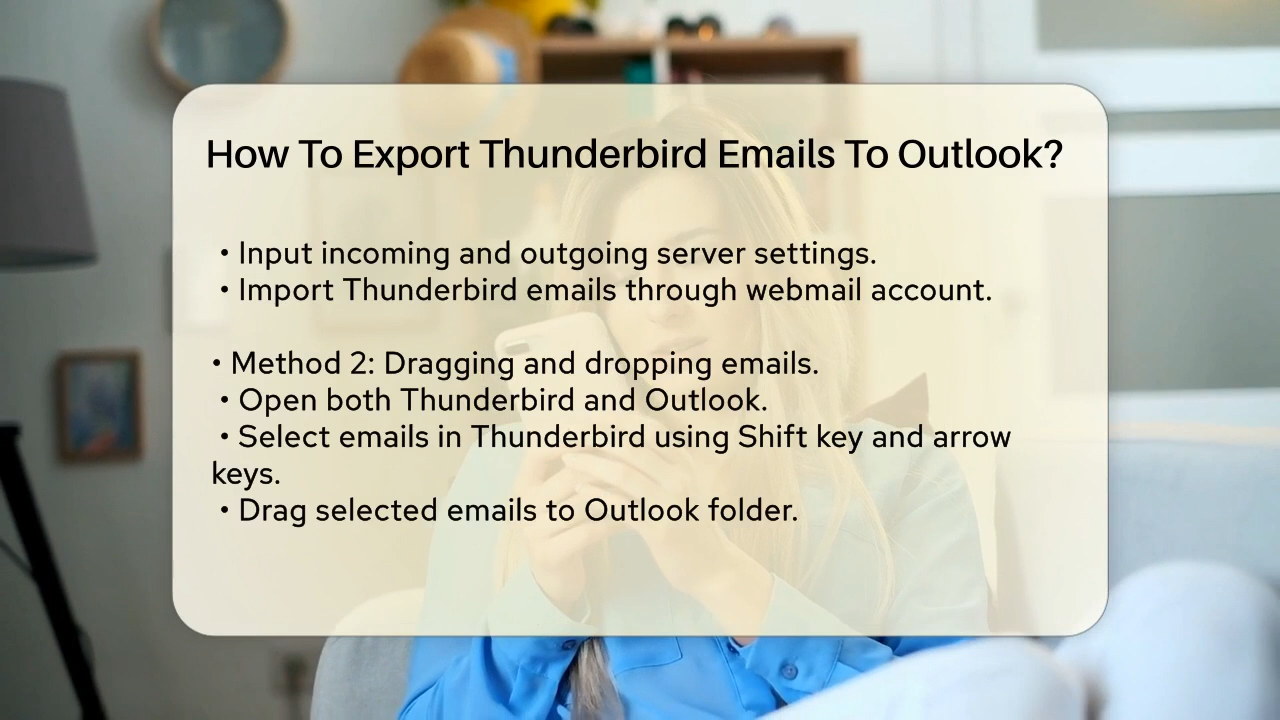 How To Export Thunderbird Emails To Outlook?
• Input incoming and outgoing server settings.
• Import Thunderbird emails through webmail account.
• Method 2: Dragging and dropping emails.
• Open both Thunderbird and Outlook.
• Select emails in Thunderbird using Shift key and arrow
keys.
• Drag selected emails to Outlook folder.